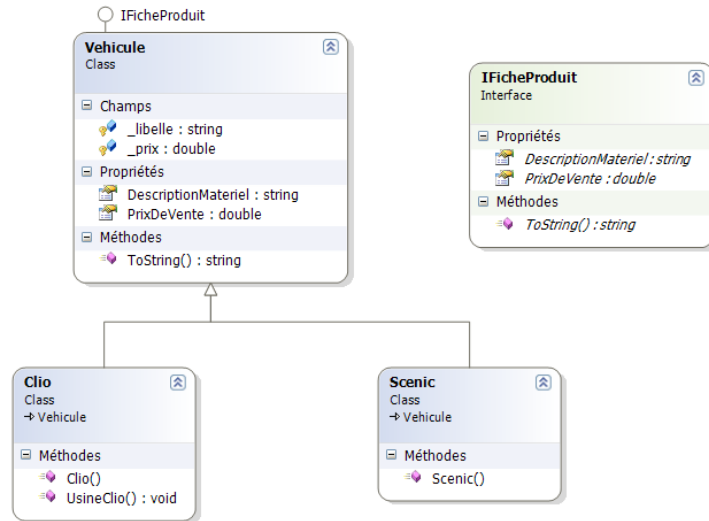 IFicheProduit
Vehicule
Class
Champs
_libelle : string
_prix : double
Propriétés
DescriptionMateriel : string
PrixDeVente : double
Méthodes
ToString() : string
IFicheProduit
Interface
Propriétés
DescriptionMateriel : string
PrixDeVente : double
Méthodes
ToString() : string
Clio
Class
Vehicule
Méthodes
Clio()
UsineClio() : void
Scenic
Class
Vehicule
Méthodes
Scenic()